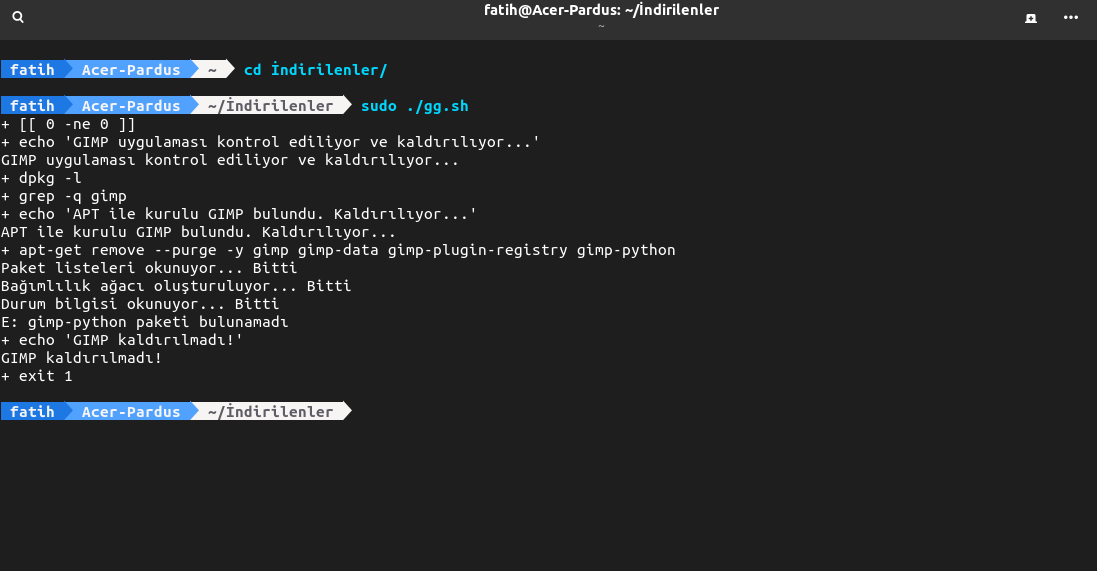 fatih@Acer-Pardus: ~/İndirilenler
~
fatih Acer-Pardus ~ cd İndirilenler/
fatih Acer-Pardus ~/İndirilenler sudo ./gg.sh
+ [[ 0 -ne 0 ]]
+ echo 'GIMP uygulaması kontrol ediliyor ve kaldırılıyor...'
GIMP uygulaması kontrol ediliyor ve kaldırılıyor...
+ dpkg -l
+ grep -q gimp
+ echo 'APT ile kurulu GIMP bulundu. Kaldırılıyor...'
APT ile kurulu GIMP bulundu. Kaldırılıyor...
+ apt-get remove --purge -y gimp gimp-data gimp-plugin-registry gimp-python
Paket listeleri okunuyor... Bitti
Bağımlılık ağacı oluşturuluyor... Bitti
Durum bilgisi okunuyor... Bitti
E: gimp-python paketi bulunamadı
+ echo 'GIMP kaldırılmadı!'
GIMP kaldırılmadı!
+ exit 1
fatih Acer-Pardus ~/İndirilenler